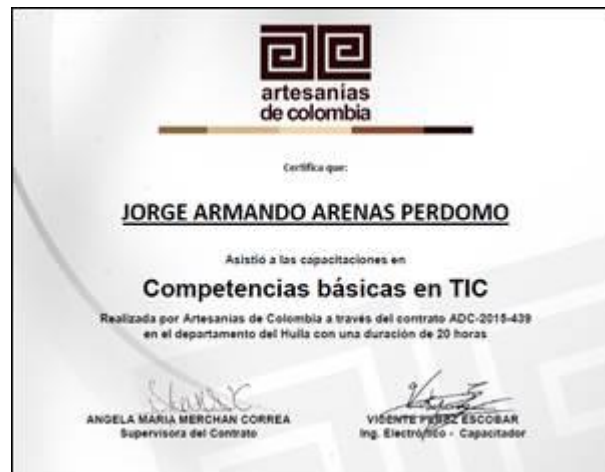 artesanías
de colombia
Certifica que:
JORGE ARMANDO ARENAS PERDOMO
Asistió a las capacitaciones en
Competencias básicas en TIC
Realizada por Artesanías de Colombia a través del contrato ADC-2015-439
en el departamento del Huila con una duración de 20 horas
ANGELA MARIA MERCHAN CORREA
Supervisora del Contrato
VICENTE PEREZ ESCOBAR
Ing. Electrónico - Capacitador